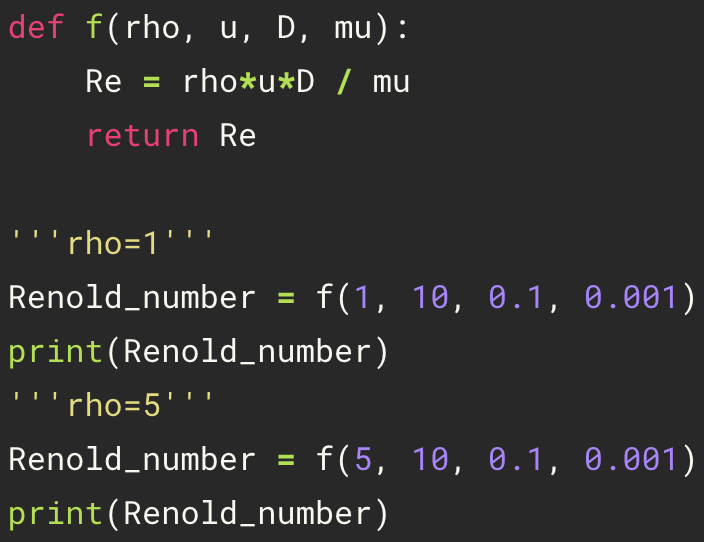 def f(rho, u, D, mu):
    Re = rho*u*D / mu
    return Re

'''rho=1'''
Renold_number = f(1, 10, 0.1, 0.001)
print(Renold_number)
'''rho=5'''
Renold_number = f(5, 10, 0.1, 0.001)
print(Renold_number)